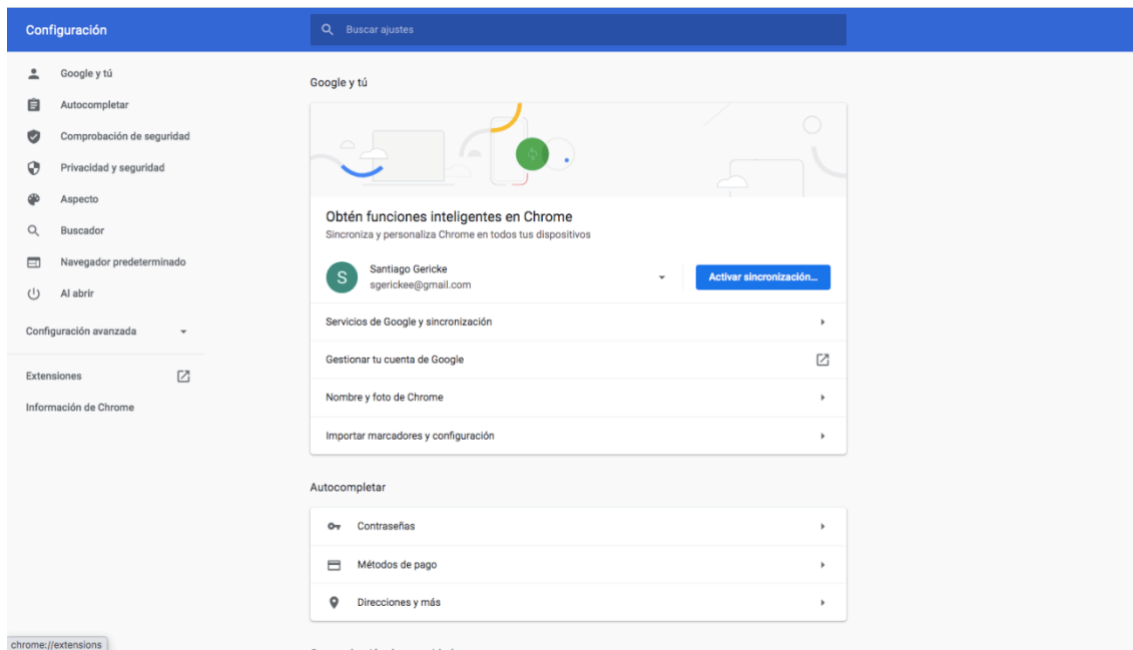 Configuración
Buscar ajustes
Google y tú
Autocompletar
Comprobación de seguridad
Privacidad y seguridad
Aspecto
Buscador
Navegador predeterminado
Al abrir
Configuración avanzada
Extensiones
Información de Chrome
Google y tú
Obtén funciones inteligentes en Chrome
Sincroniza y personaliza Chrome en todos tus dispositivos
S
Santiago Gericke
sgerickee@gmail.com
Activar sincronización...
Servicios de Google y sincronización
Gestionar tu cuenta de Google
Nombre y foto de Chrome
Importar marcadores y configuración
Autocompletar
Contraseñas
Métodos de pago
Direcciones y más
chrome://extensions